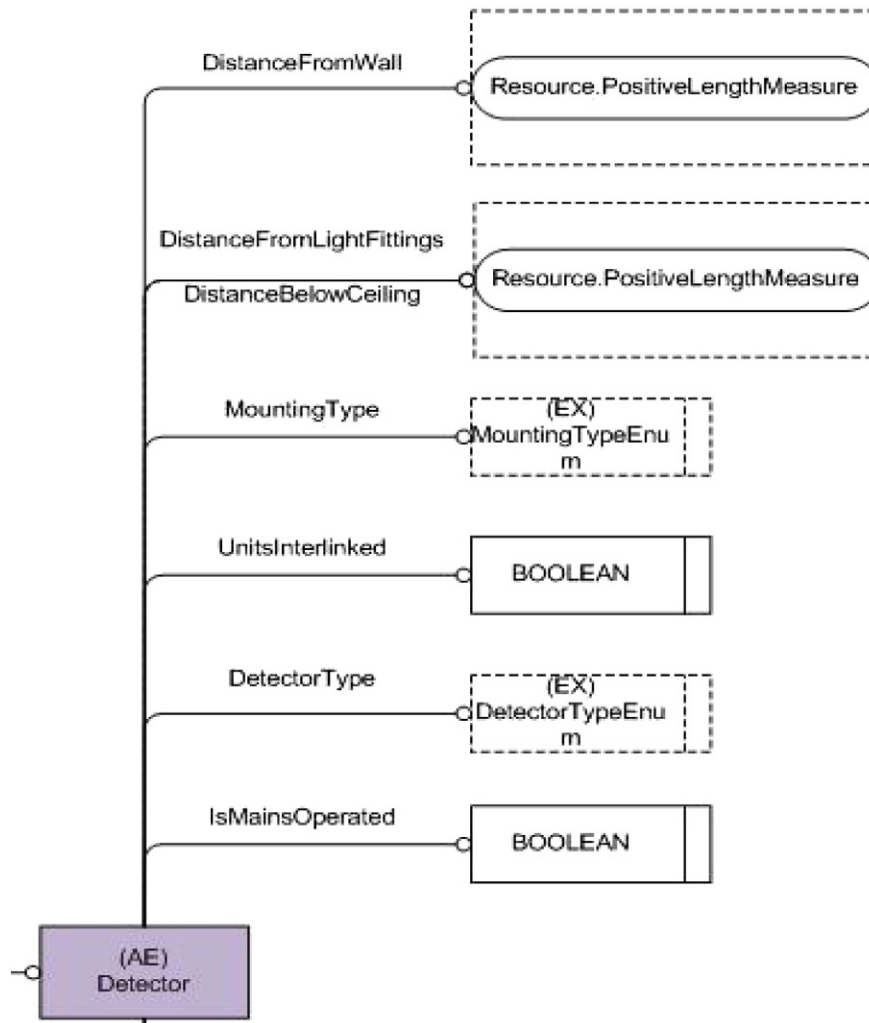 DistanceFromWall
Resource.PositiveLengthMeasure
DistanceFromLightFittings
Resource.PositiveLengthMeasure
DistanceBelowCeiling
MountingType
(EX)
MountingTypeEnu
m
UnitsInterlinked
BOOLEAN
DetectorType
(EX)
DetectorTypeEnu
m
IsMainsOperated
BOOLEAN
(AE)
Detector